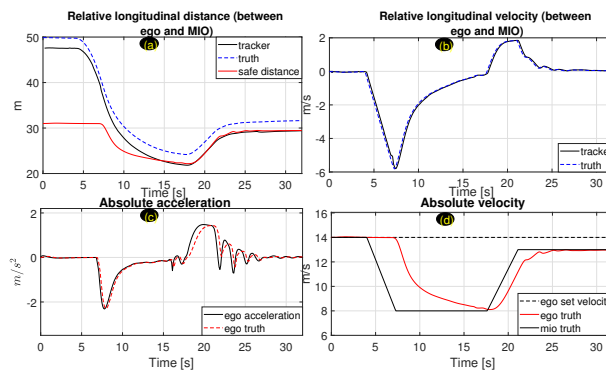 Relative longitudinal distance (between
ego and MIO)
(a)
50
40
30
20
m
tracker
truth
safe distance
0 5 10 15 20 25 30
Time [s]
Relative longitudinal velocity (between
ego and MIO)
(b)
2
0
-2
-4
-6
m/s
tracker
truth
0 5 10 15 20 25 30
Time [s]
Absolute acceleration
(c)
2
0
-2
m/s²
ego acceleration
ego truth
0 5 10 15 20 25 30
Time [s]
Absolute velocity
(d)
16
14
12
10
8
6
m/s
ego set velocity
ego truth
mio truth
0 5 10 15 20 25 30
Time [s]